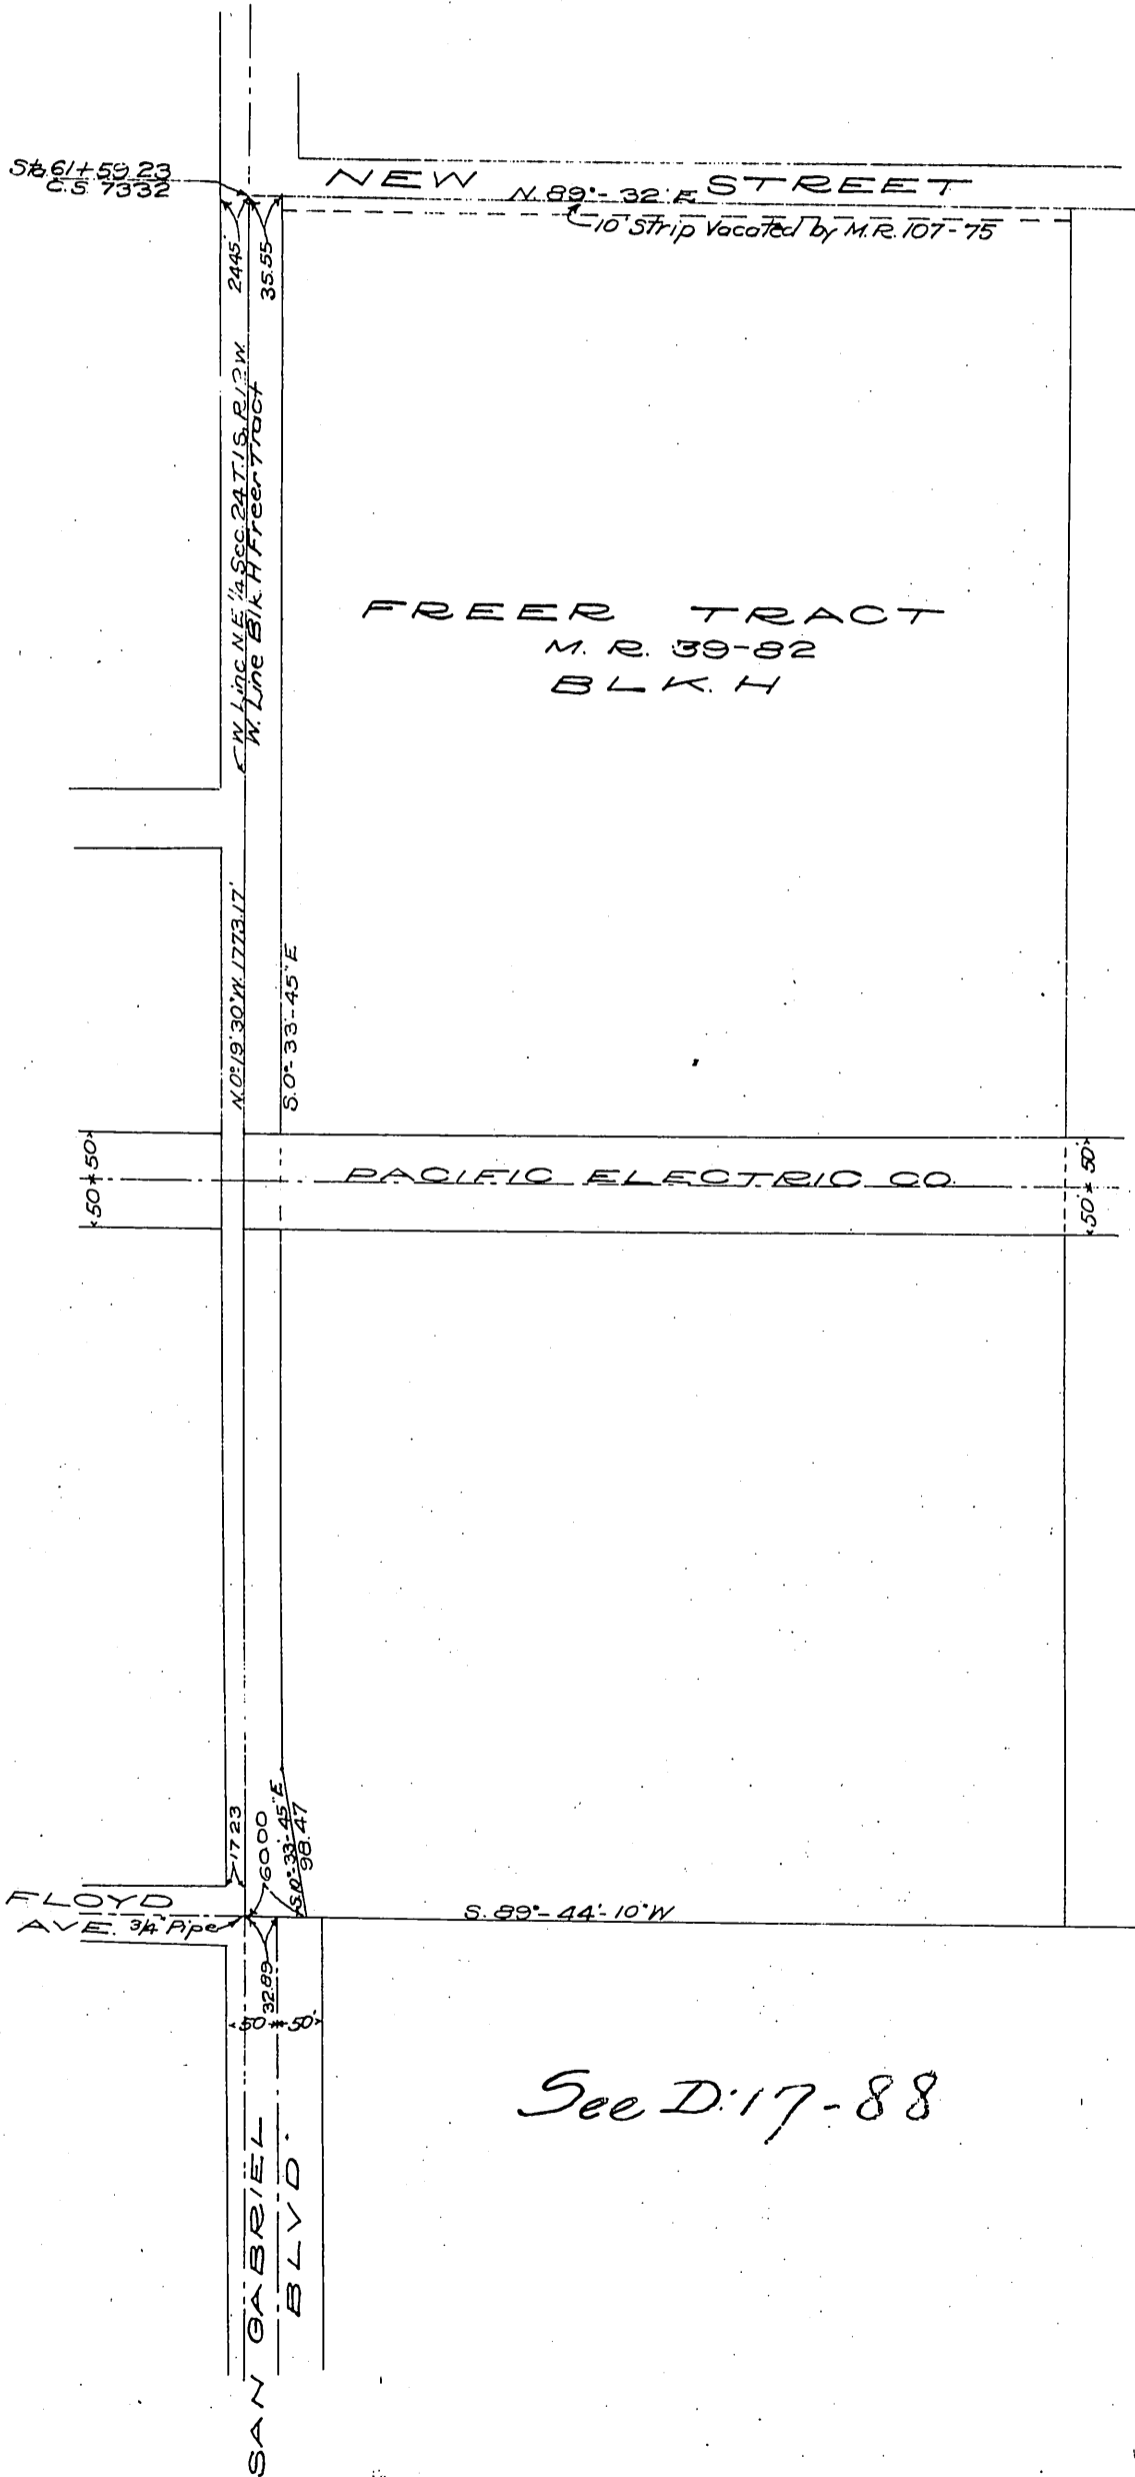 Sta. 61+59.23
C.S. 7332
NEW STREET
N. 89°-32' E
10' Strip Vacated by M.R. 107-75
24.45'
35.55
W Line N.E. 1/4 Sec. 24 T.1S. R.12W.
W. Line Blk. H Freer Tract
FREER TRACT
M. R. 39-82
BLK. H
N.0°19'30"W. 1773.17'
S.0°-33'-45"E
50' 50'
PACIFIC ELECTRIC CO.
50' 50'
17.23
60.00
S.10°-33'-45"E
98.47
FLOYD
AVE.
3/4" Pipe
S. 89°-44'-10"W
32.89
50' 50'
See D:17-88
SAN GABRIEL
BLVD.